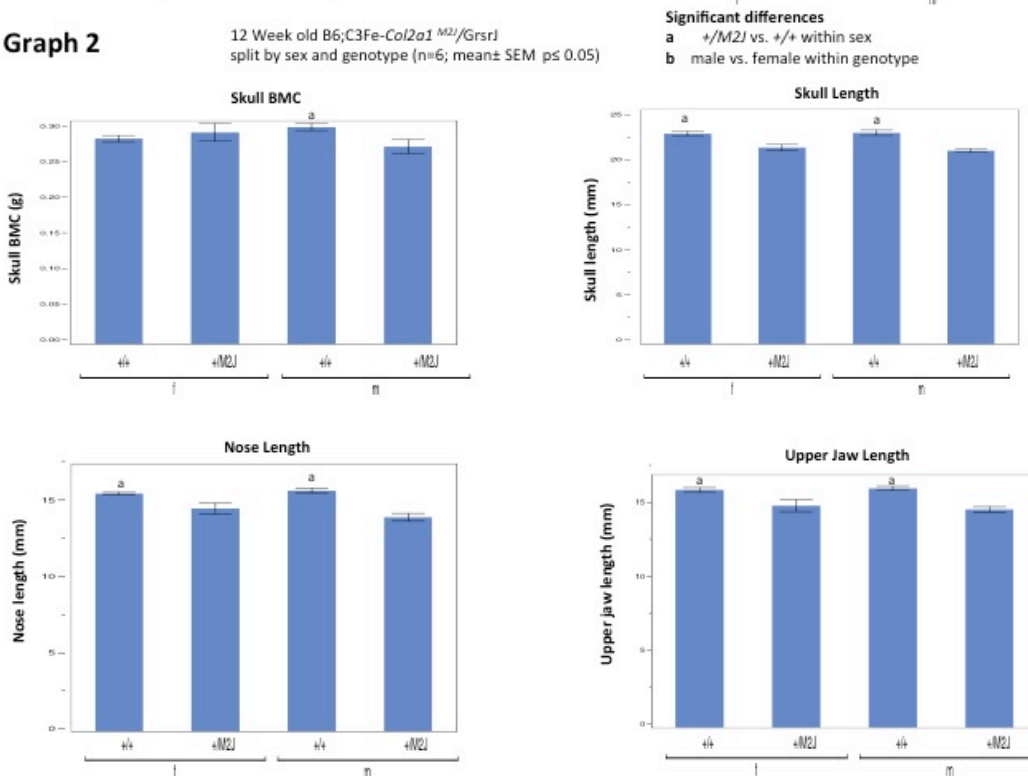 Graph 2
12 Week old B6;C3Fe-Col2a1 M2J/GrsrJ
split by sex and genotype (n=6; mean± SEM p≤ 0.05)
Significant differences
a +/M2J vs. +/+ within sex
b male vs. female within genotype
Skull BMC
Skull BMC (g)
0.30
0.25
0.20
0.15
0.10
0.05
0.00
a
+/+ +/M2J +/+ +/M2J
f m
Skull Length
Skull length (mm)
25
20
15
10
5
0
a a
+/+ +/M2J +/+ +/M2J
f m
Nose Length
Nose length (mm)
15
10
5
0
a a
+/+ +/M2J +/+ +/M2J
f m
Upper Jaw Length
Upper jaw length (mm)
15
10
5
0
a a
+/+ +/M2J +/+ +/M2J
f m